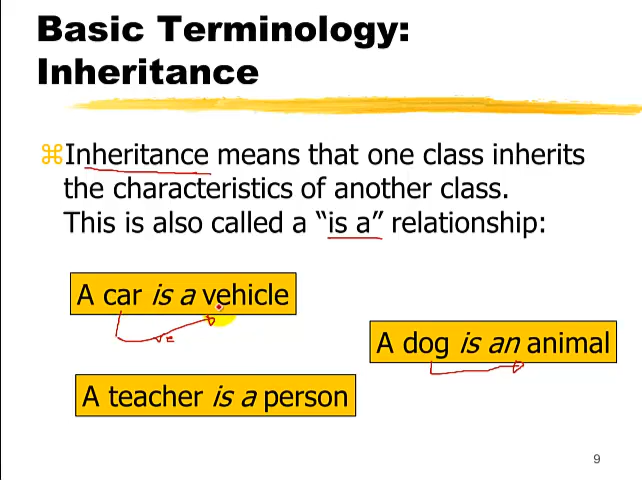 Basic Terminology:
Inheritance
Inheritance means that one class inherits
the characteristics of another class.
This is also called a “is a” relationship:
A car is a vehicle
A dog is an animal
A teacher is a person
9